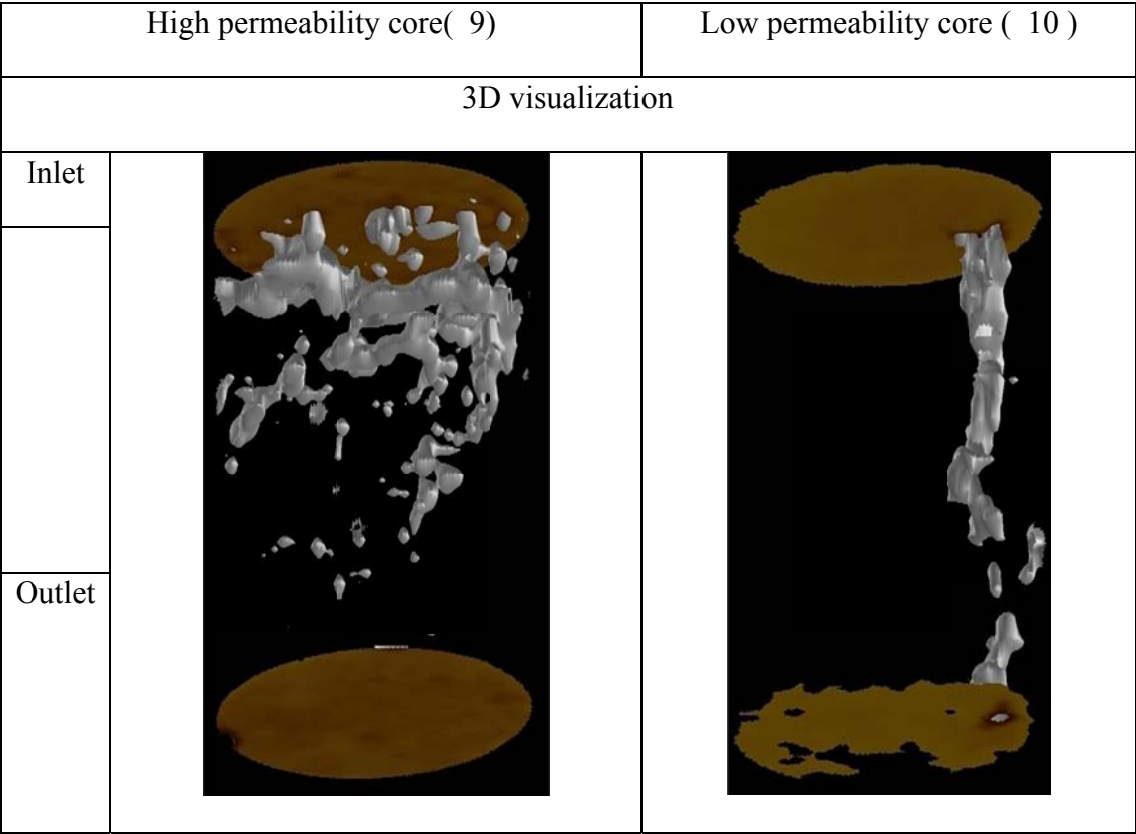 High permeability core( 9)
Low permeability core ( 10 )
3D visualization
Inlet
Outlet